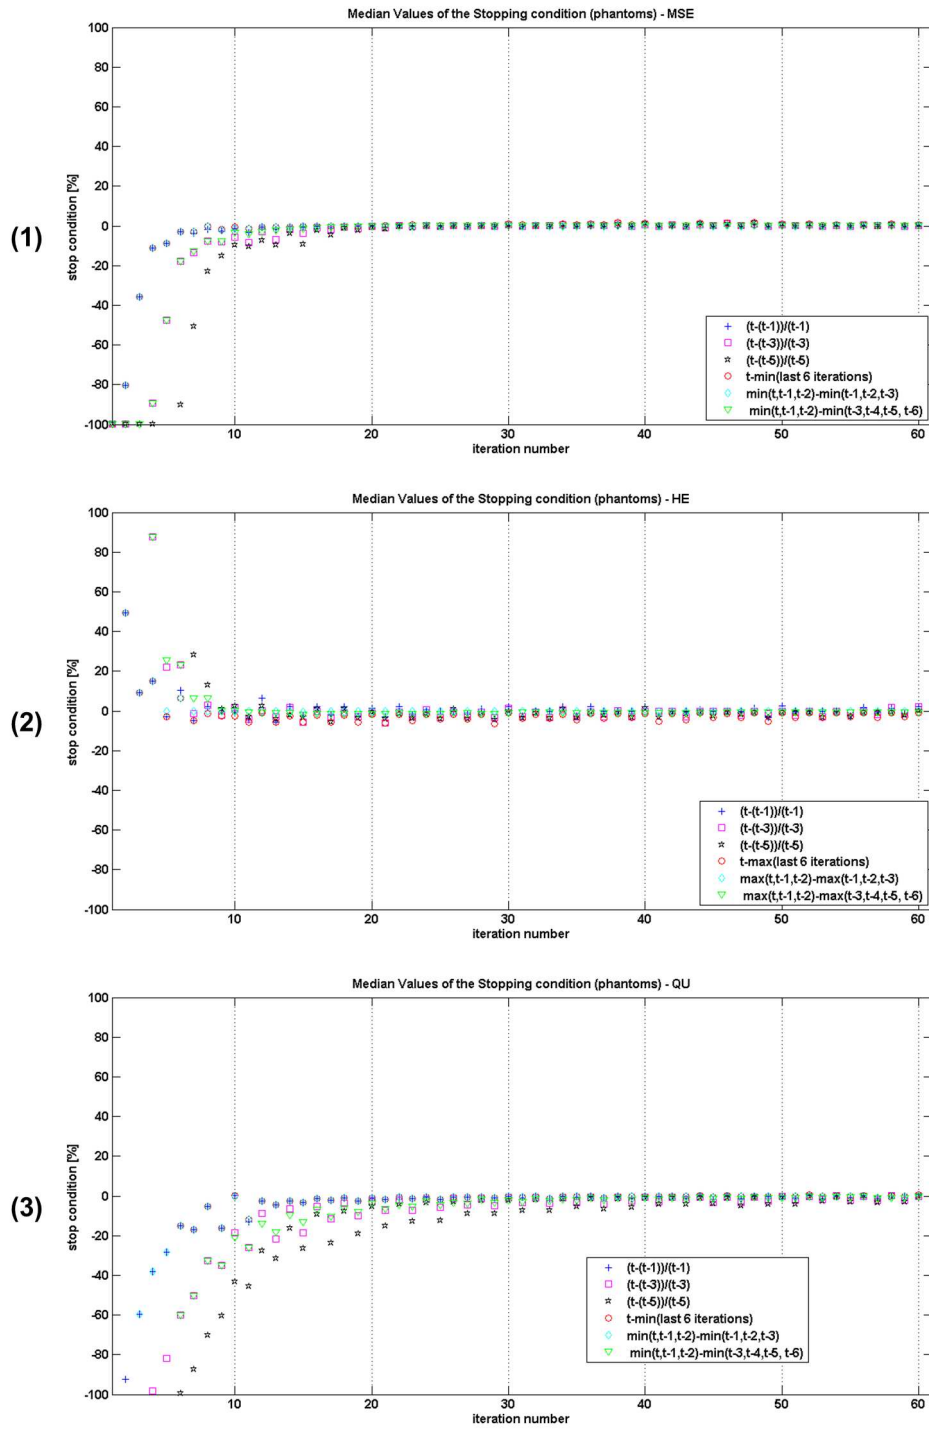 Median Values of the Stopping condition (phantoms) - MSE
100
80
60
40
20
0
-20
-40
-60
-80
-100
stop condition [%]
(1)
(t-(t-1))/(t-1)
(t-(t-3))/(t-3)
(t-(t-5))/(t-5)
t-min(last 6 iterations)
min(t,t-1,t-2)-min(t-1,t-2,t-3)
min(t,t-1,t-2)-min(t-3,t-4,t-5, t-6)
10 20 30 40 50 60
iteration number
Median Values of the Stopping condition (phantoms) - HE
100
80
60
40
20
0
-20
-40
-60
-80
-100
stop condition [%]
(2)
(t-(t-1))/(t-1)
(t-(t-3))/(t-3)
(t-(t-5))/(t-5)
t-max(last 6 iterations)
max(t,t-1,t-2)-max(t-1,t-2,t-3)
max(t,t-1,t-2)-max(t-3,t-4,t-5, t-6)
10 20 30 40 50 60
iteration number
Median Values of the Stopping condition (phantoms) - QU
100
80
60
40
20
0
-20
-40
-60
-80
-100
stop condition [%]
(3)
(t-(t-1))/(t-1)
(t-(t-3))/(t-3)
(t-(t-5))/(t-5)
t-min(last 6 iterations)
min(t,t-1,t-2)-min(t-1,t-2,t-3)
min(t,t-1,t-2)-min(t-3,t-4,t-5, t-6)
10 20 30 40 50 60
iteration number